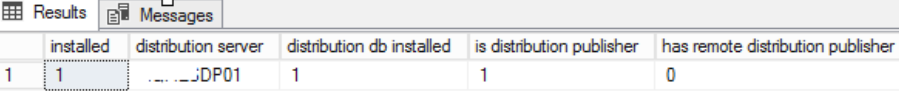 Results Messages
installed distribution server distribution db installed is distribution publisher has remote distribution publisher
1 1 DP01 1 1 0